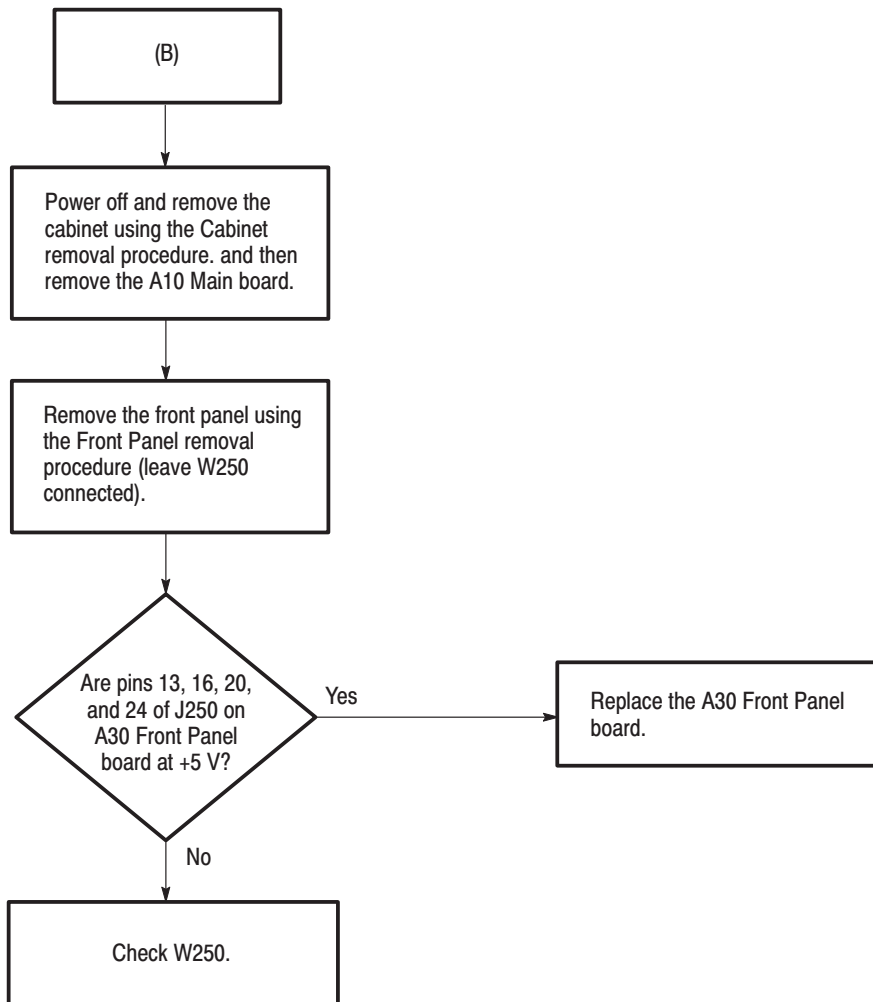 (B)
Power off and remove the
cabinet using the Cabinet
removal procedure. and then
remove the A10 Main board.
Remove the front panel using
the Front Panel removal
procedure (leave W250
connected).
Are pins 13, 16, 20,
and 24 of J250 on
A30 Front Panel
board at +5 V?
Yes
Replace the A30 Front Panel
board.
No
Check W250.